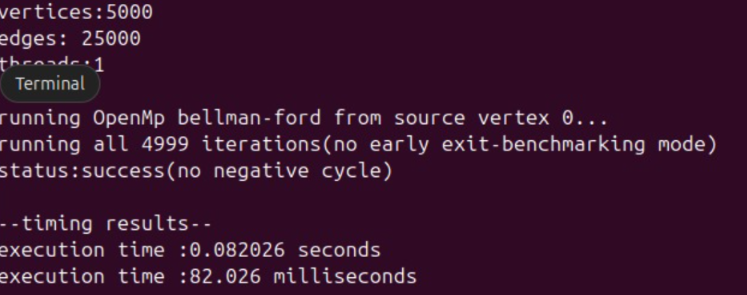 vertices:5000
edges: 25000
threads:1
Terminal
running OpenMp bellman-ford from source vertex 0...
running all 4999 iterations(no early exit-benchmarking mode)
status:success(no negative cycle)
--timing results--
execution time :0.082026 seconds
execution time :82.026 milliseconds